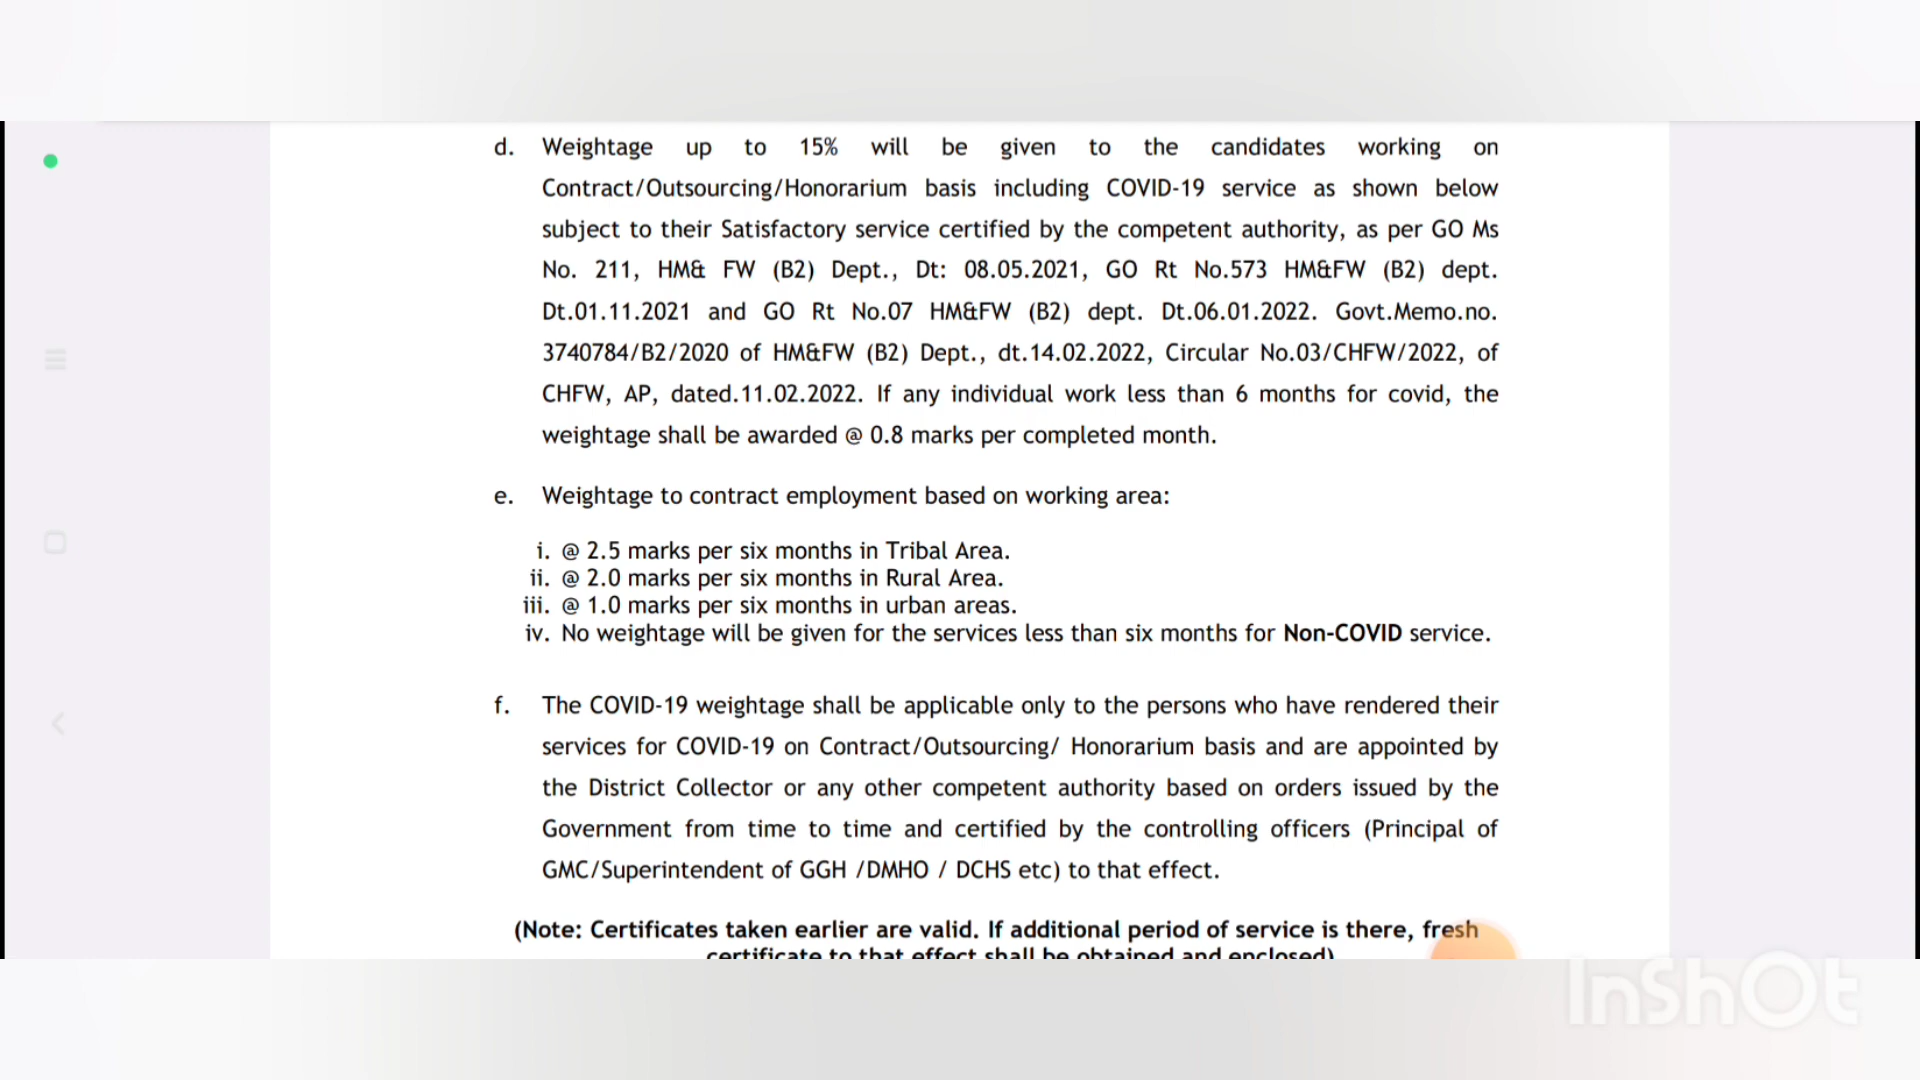 d. Weightage up to 15% will be given to the candidates working on
Contract/Outsourcing/Honorarium basis including COVID-19 service as shown below
subject to their Satisfactory service certified by the competent authority, as per GO Ms
No. 211, HM& FW (B2) Dept., Dt: 08.05.2021, GO Rt No.573 HM&FW (B2) dept.
Dt.01.11.2021 and GO Rt No.07 HM&FW (B2) dept. Dt.06.01.2022. Govt.Memo.no.
3740784/B2/2020 of HM&FW (B2) Dept., dt.14.02.2022, Circular No.03/CHFW/2022, of
CHFW, AP, dated.11.02.2022. If any individual work less than 6 months for covid, the
weightage shall be awarded @ 0.8 marks per completed month.
e. Weightage to contract employment based on working area:
i. @ 2.5 marks per six months in Tribal Area.
ii. @ 2.0 marks per six months in Rural Area.
iii. @ 1.0 marks per six months in urban areas.
iv. No weightage will be given for the services less than six months for Non-COVID service.
f. The COVID-19 weightage shall be applicable only to the persons who have rendered their
services for COVID-19 on Contract/Outsourcing/ Honorarium basis and are appointed by
the District Collector or any other competent authority based on orders issued by the
Government from time to time and certified by the controlling officers (Principal of
GMC/Superintendent of GGH /DMHO / DCHS etc) to that effect.
(Note: Certificates taken earlier are valid. If additional period of service is there, fresh
certificate to that effect shall be obtained and enclosed)
InShOt